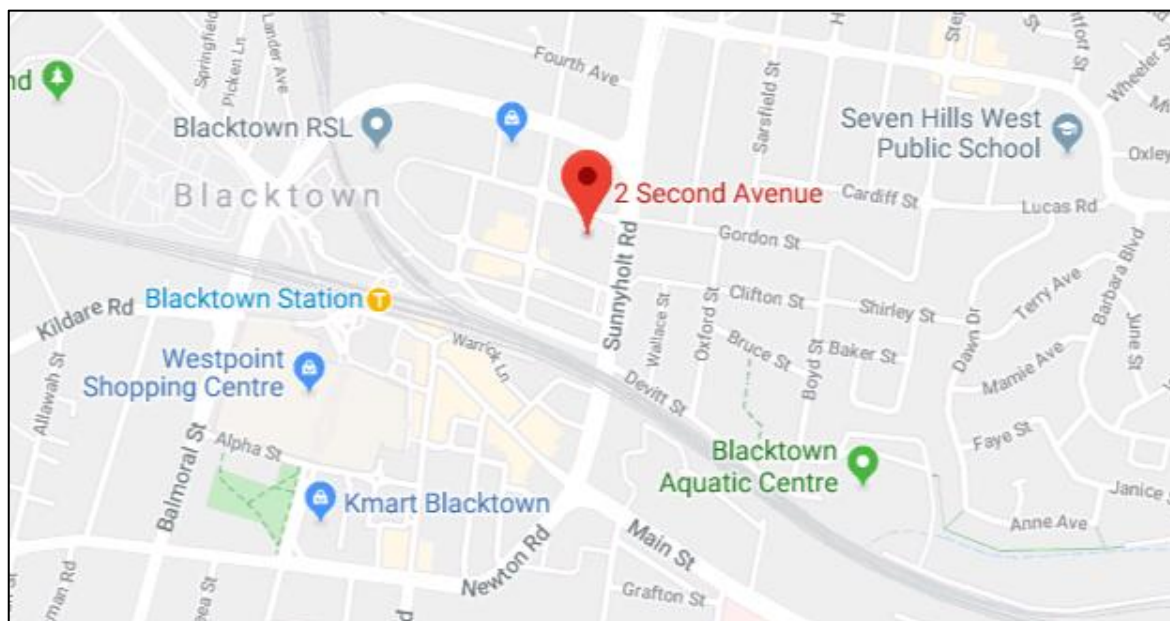 Springfield
Picken Ln
Lander Ave
Fourth Ave
Sarsfield St
Wheeler S
nd
Blacktown RSL
Seven Hills West
Public School
Oxley
Blacktown
2 Second Avenue
Cardiff St
Lucas Rd
Gordon St
Sunnyholt Rd
Barbara Blvd
Terry Ave
Blacktown Station
Clifton St
Shirley St
Kildare Rd
Wallace St
Oxford St
Bruce St
Boyd St
Baker St
Dawn Dr
June St
Warrick Ln
Westpoint
Shopping Centre
Devitt St
Mamie Ave
Allawah St
Alpha St
Balmoral St
Faye St
Blacktown
Aquatic Centre
Janice S
Kmart Blacktown
Anne Ave
Newton Rd
Main St
Grafton St
man Rd
eea St